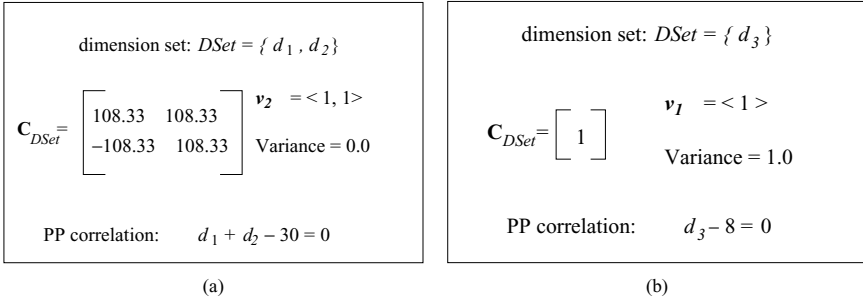 dimension set: DSet = { d1 , d2}
C_DSet = [ 108.33 108.33
−108.33 108.33 ]
v2 = < 1, 1>
Variance = 0.0
PP correlation: d1 + d2 − 30 = 0
(a)
dimension set: DSet = { d3 }
C_DSet = [ 1 ]
v1 = < 1 >
Variance = 1.0
PP correlation: d3 − 8 = 0
(b)